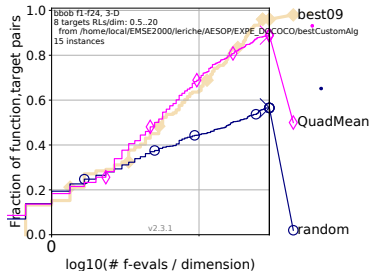 bbob f1-f24, 3-D
8 targets RLs/dim: 0.5..20
from /home/local/EMSE2000/leriche/AESOP/EXPE_DOCOCO/bestCustomAlg
15 instances
best09
QuadMean
random
1.0
0.8
0.6
0.4
0.2
0.0
0
v2.3.1
Fraction of function,target pairs
log10(# f-evals / dimension)